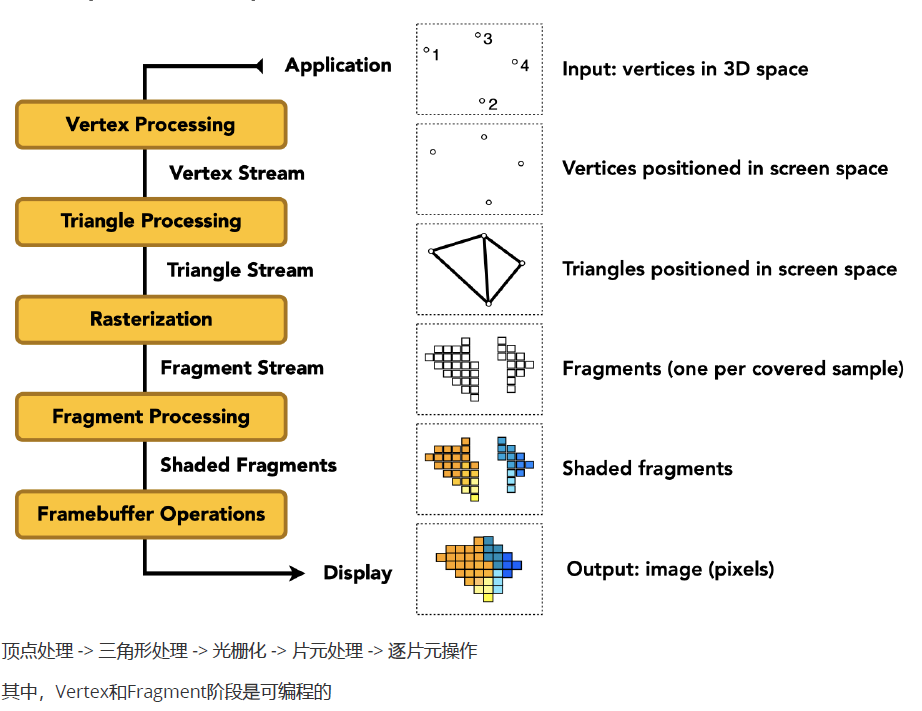 Application
1
3
4
2
Input: vertices in 3D space
Vertex Processing
Vertex Stream
Vertices positioned in screen space
Triangle Processing
Triangle Stream
Triangles positioned in screen space
Rasterization
Fragment Stream
Fragments (one per covered sample)
Fragment Processing
Shaded Fragments
Shaded fragments
Framebuffer Operations
Display
Output: image (pixels)
顶点处理 -> 三角形处理 -> 光栅化 -> 片元处理 -> 逐片元操作
其中，Vertex和Fragment阶段是可编程的